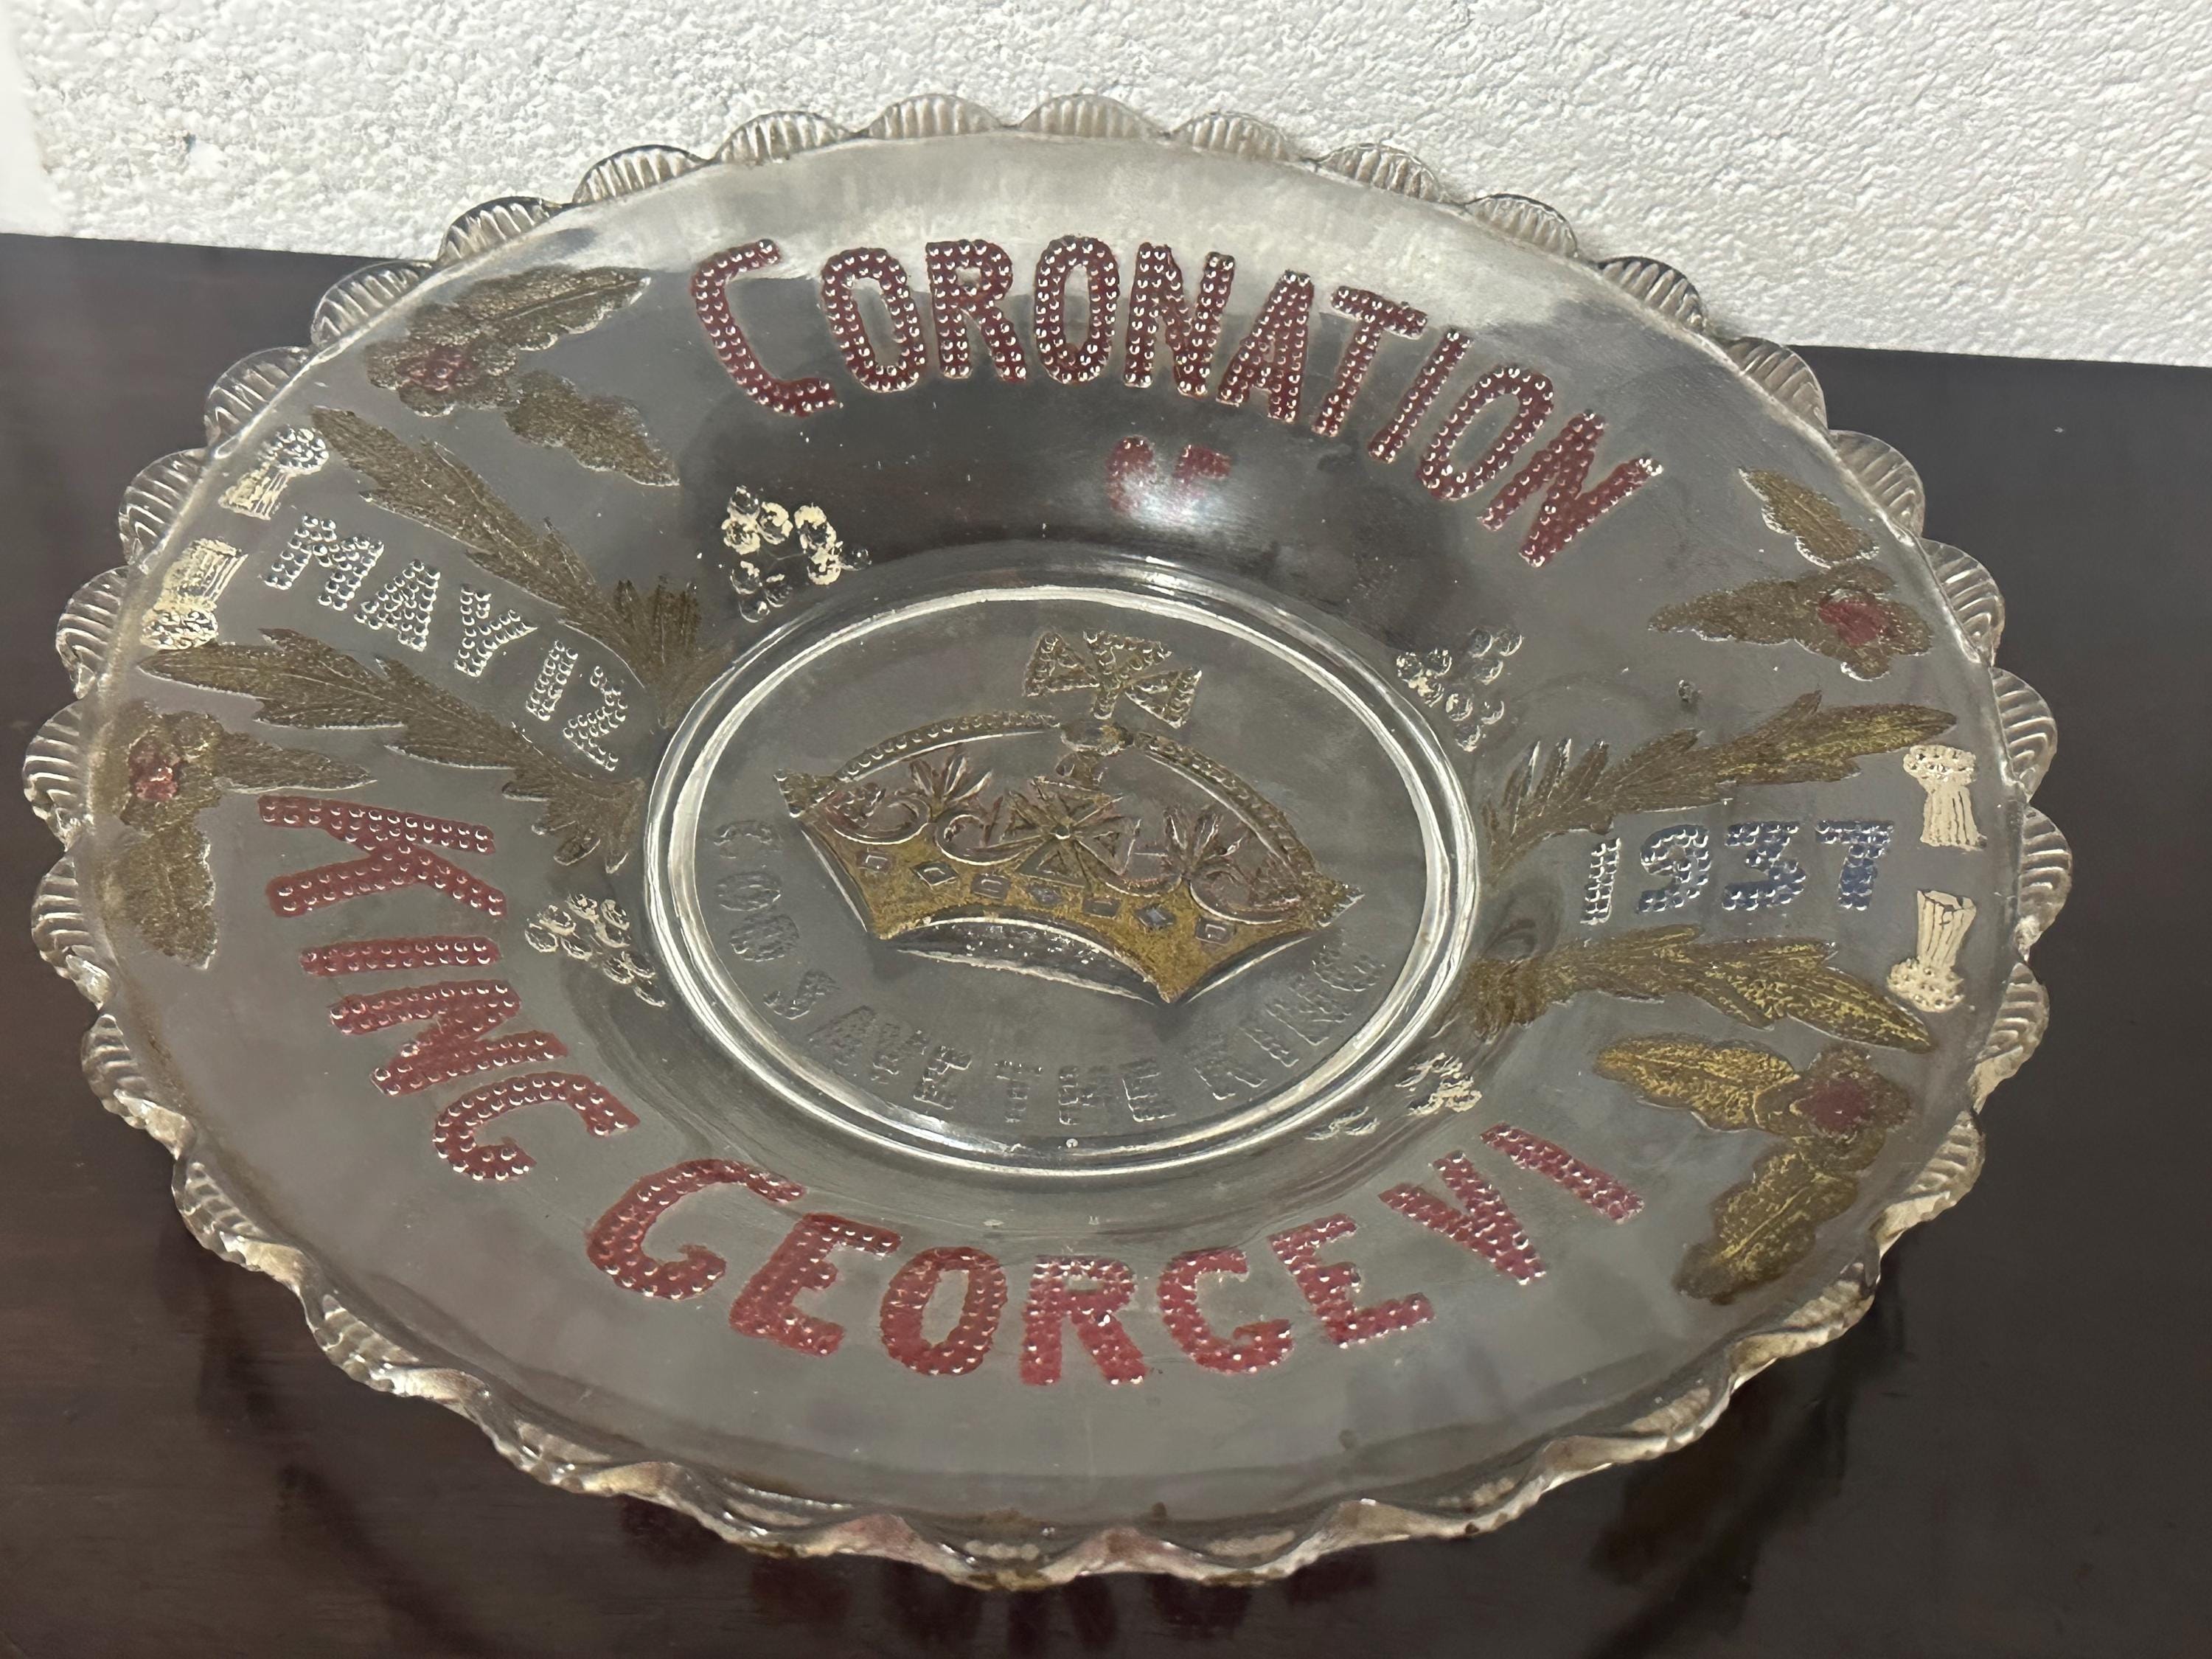 CORONATION
OF
MAY 12
1937
GOD SAVE THE KING
KING GEORGE VI